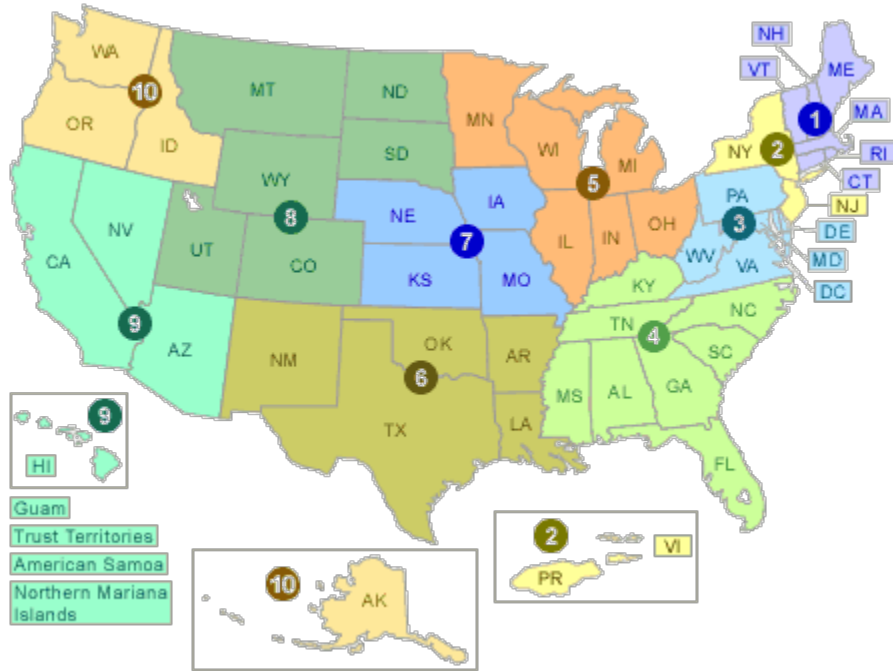 NH
WA
VT
ME
10
MT
ND
OR
MN
1
MA
ID
WI
MI
NY
2
RI
SD
CT
WY
5
PA
NJ
NE
IA
8
3
DE
NV
7
IL
IN
OH
WV
MD
CA
UT
CO
VA
KS
MO
KY
DC
NC
9
TN
4
AZ
NM
OK
AR
SC
6
MS
AL
GA
9
TX
LA
HI
FL
Guam
Trust Territories
American Samoa
Northern Mariana
Islands
2
VI
PR
10
AK